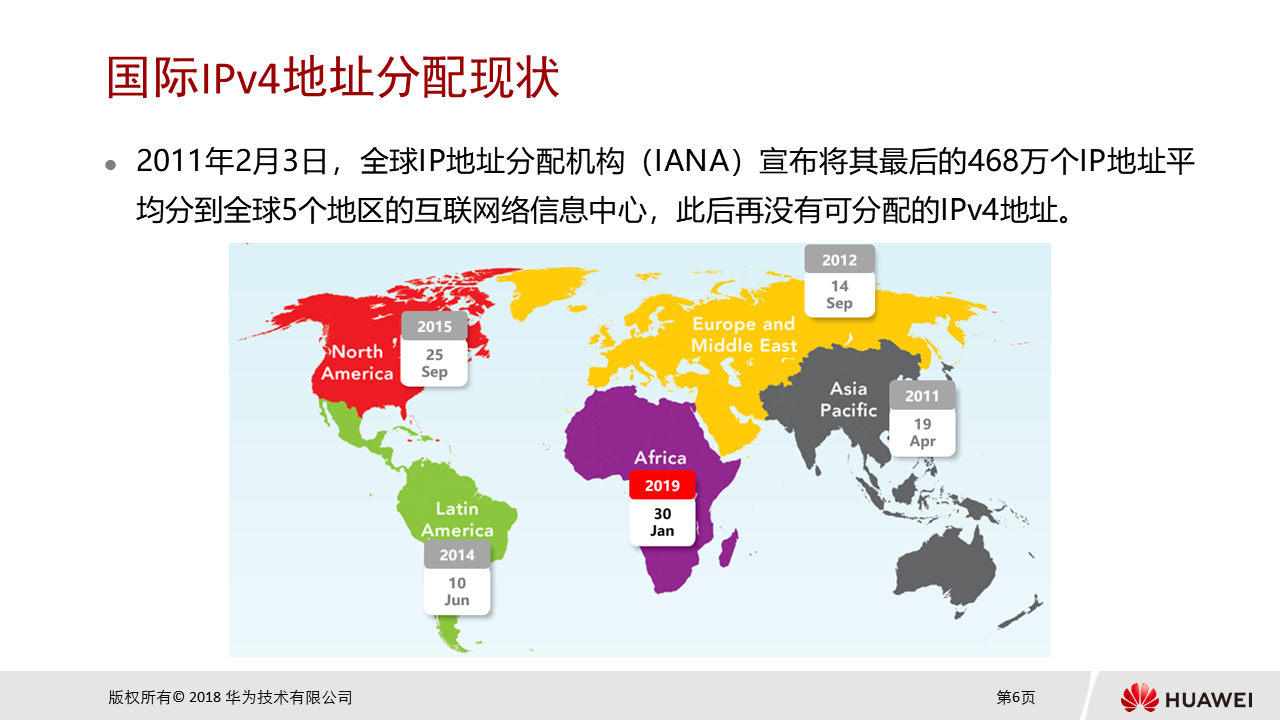 国际IPv4地址分配现状
2011年2月3日，全球IP地址分配机构（IANA）宣布将其最后的468万个IP地址平
均分到全球5个地区的互联网络信息中心，此后再没有可分配的IPv4地址。
2012
14
Sep
Europe and
Middle East
2015
25
Sep
North
America
Asia
Pacific
2011
19
Apr
Africa
2019
30
Jan
Latin
America
2014
10
Jun
版权所有© 2018 华为技术有限公司
第6页
HUAWEI